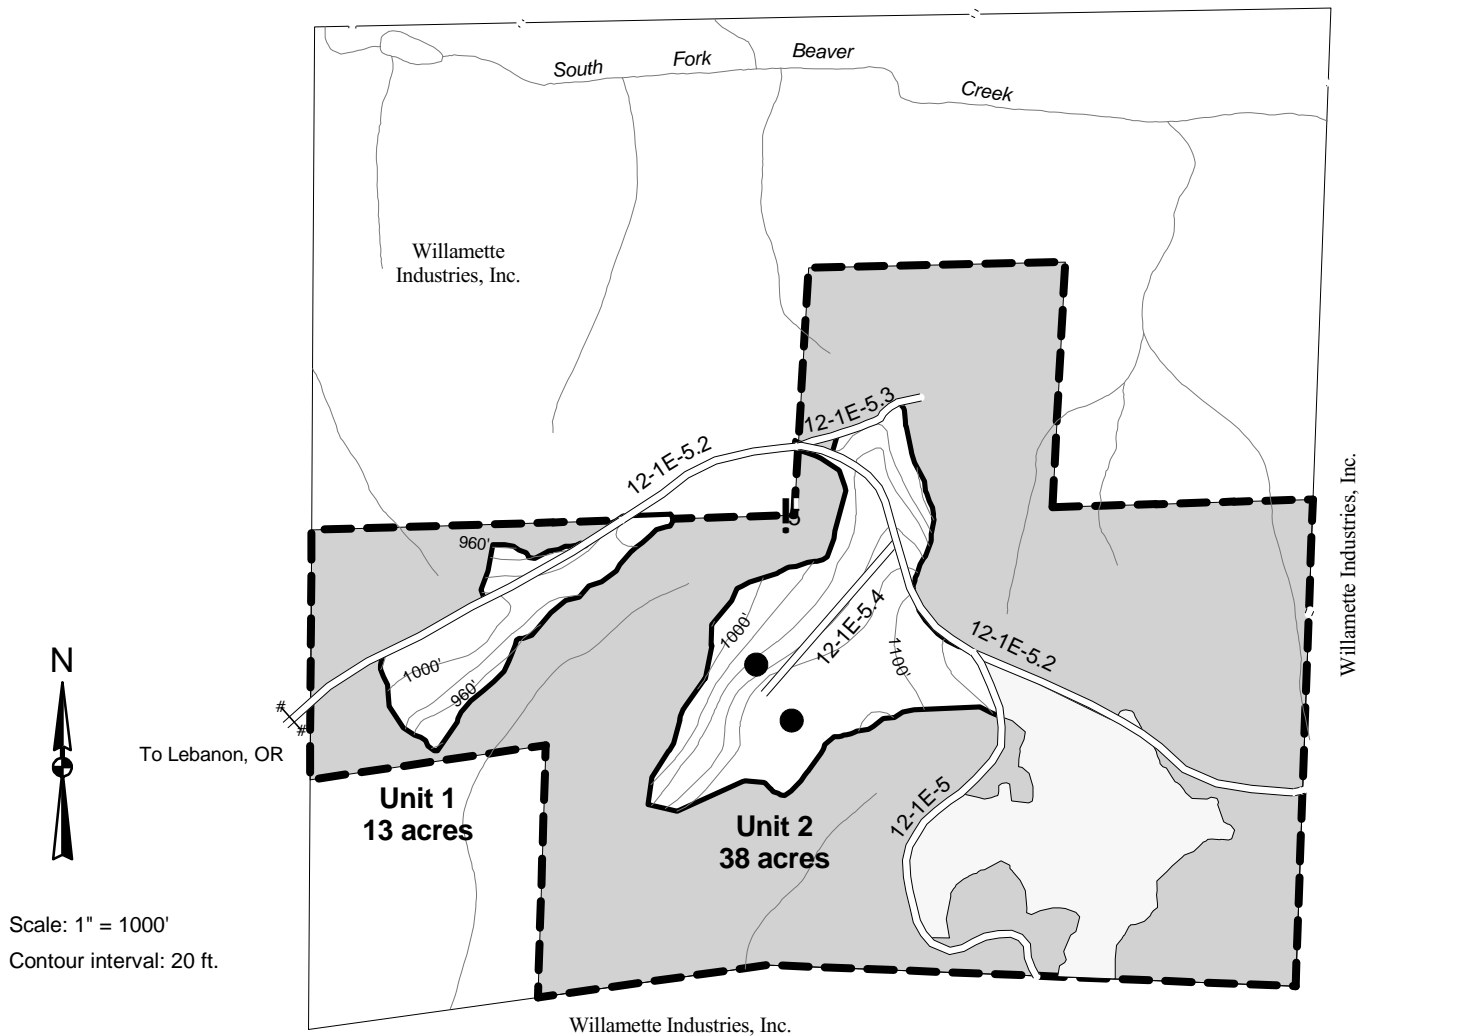 South Fork Beaver Creek
Willamette
Industries, Inc.
12-1E-5.3
12-1E-5.2
5
960'
Willamette Industries, Inc.
12-1E-5.4
1000'
12-1E-5.2
1100'
1000'
960'
N
#
#
To Lebanon, OR
Unit 1
13 acres
12-1E-5
Unit 2
38 acres
Scale: 1" = 1000'
Contour interval: 20 ft.
Willamette Industries, Inc.